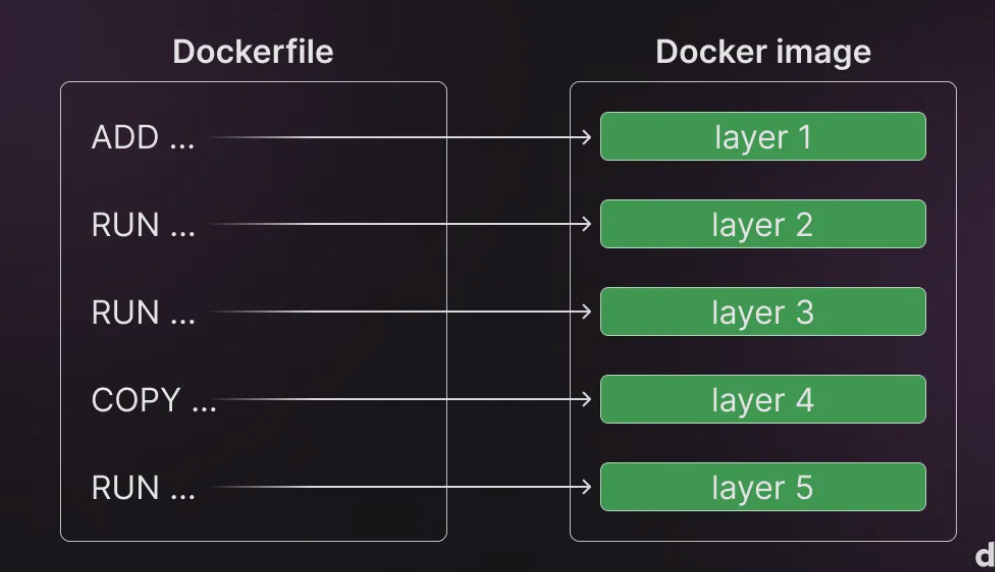 Dockerfile
Docker image
ADD ...
layer 1
RUN ...
layer 2
RUN ...
layer 3
COPY ...
layer 4
RUN ...
layer 5
d